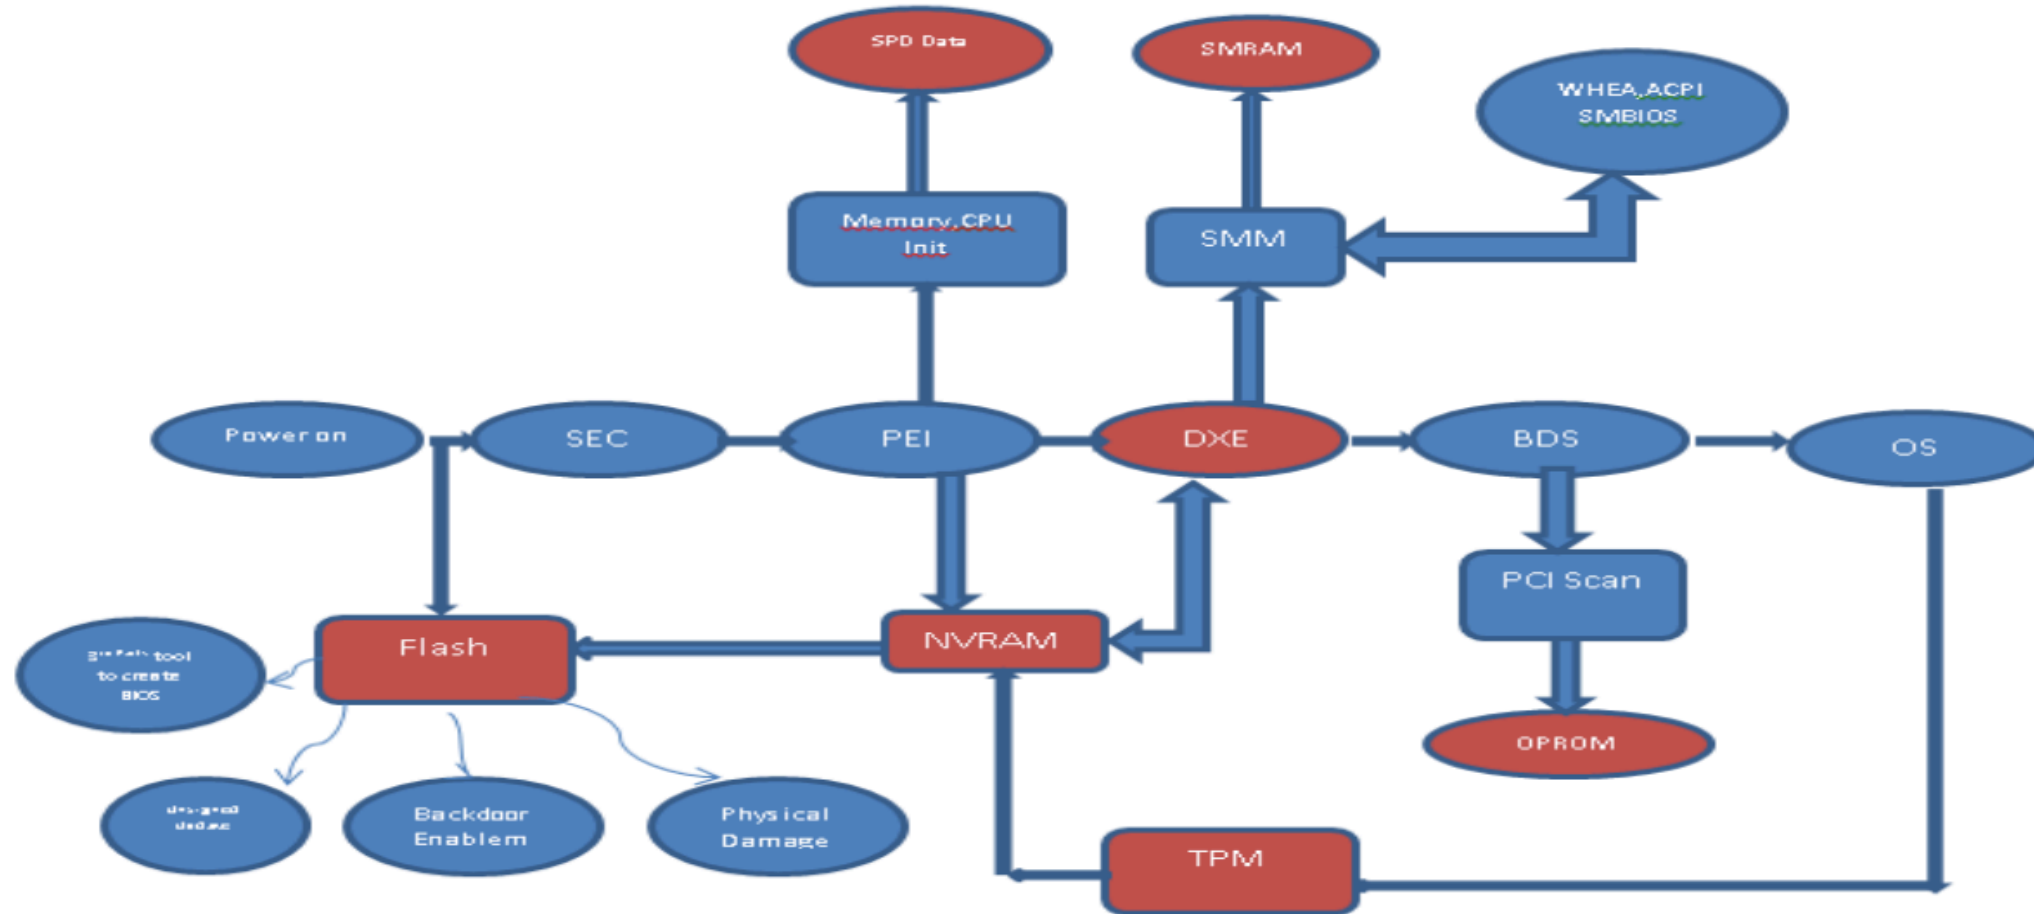 SPD Data
SMRAM
WHEA,ACPI
SMBIOS
Memory,CPU
Init
SMM
Power on
SEC
PEI
DXE
BDS
OS
PCI Scan
Flash
NVRAM
tool
to create
BIOS
OPROM
Backdoor
Enablem
Physical
Damage
TPM